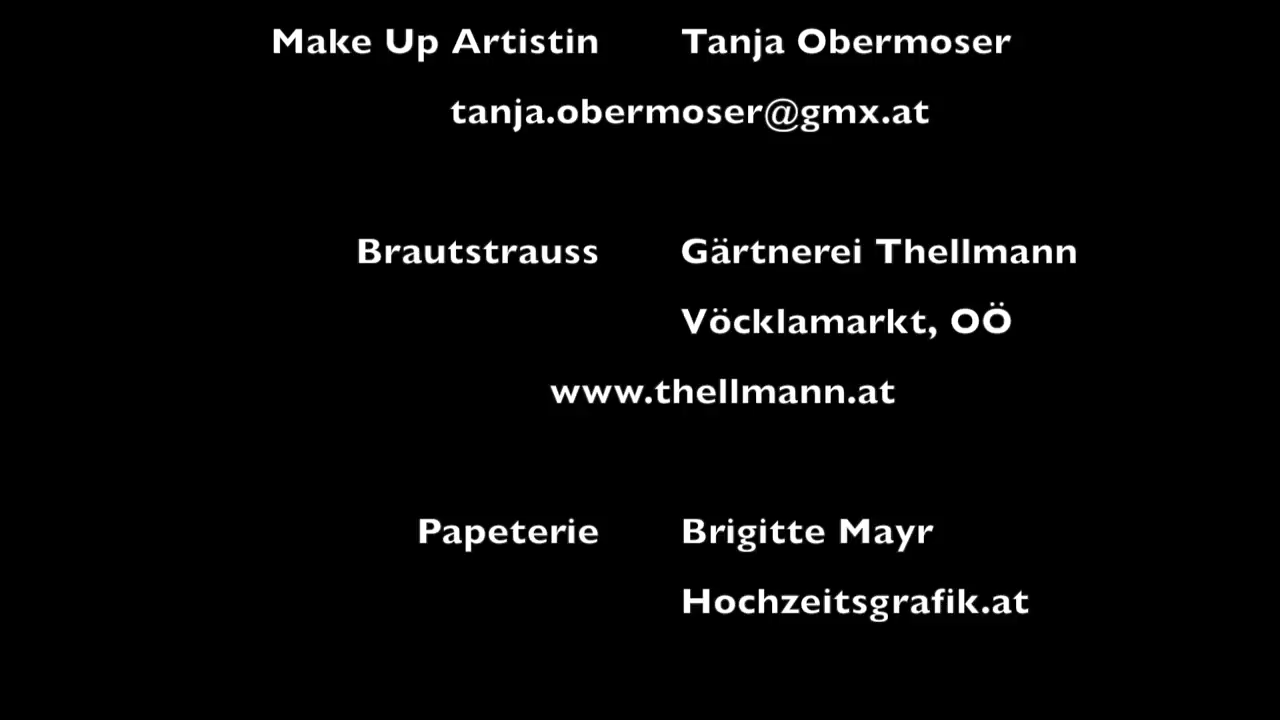 Make Up Artistin Tanja Obermoser
tanja.obermoser@gmx.at
Brautstrauss Gärtnerei Thellmann
Vöcklamarkt, OÖ
www.thellmann.at
Papeterie Brigitte Mayr
Hochzeitsgrafik.at